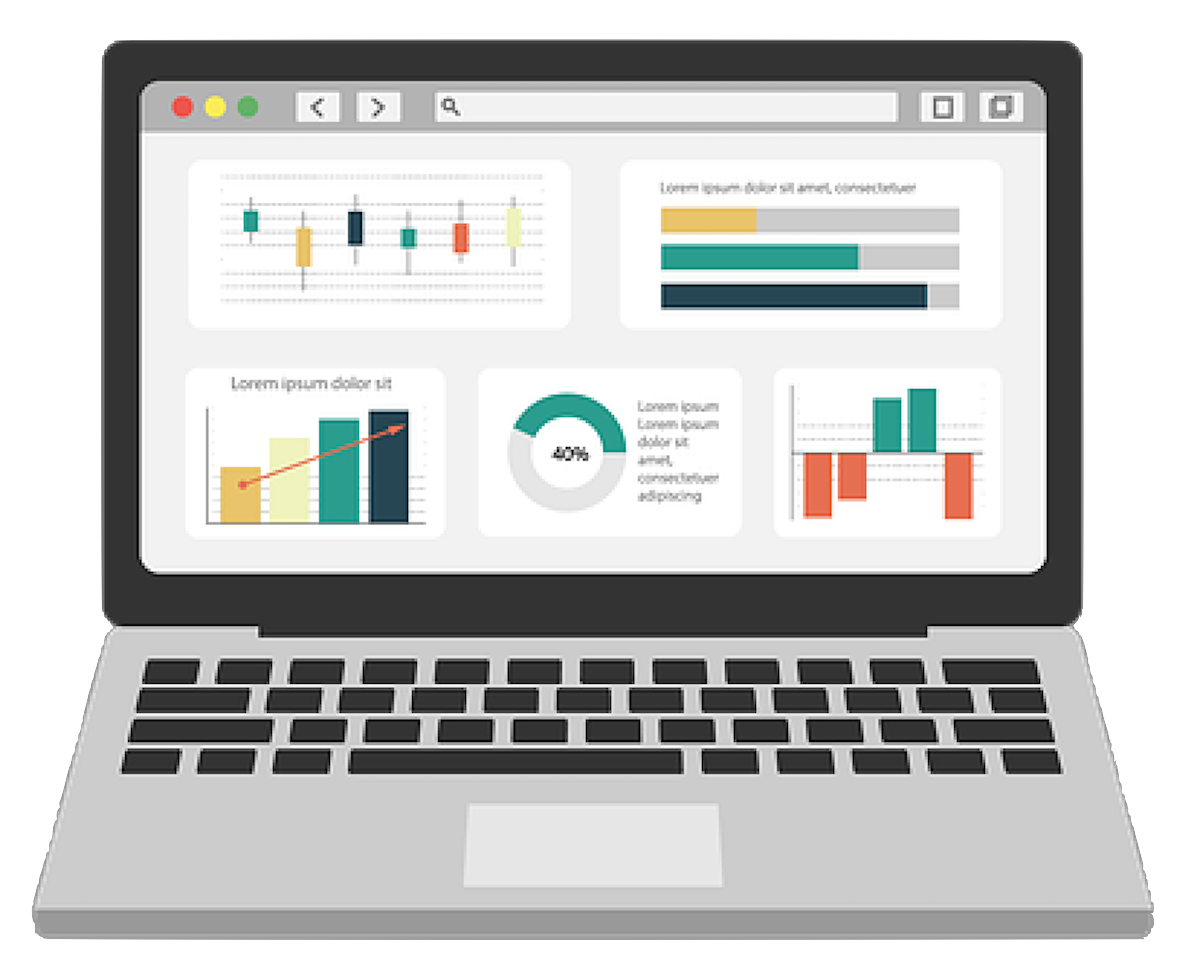 Lorem ipsum dolor sit amet, consectetuer
Lorem ipsum dolor sit
40%
Lorem ipsum
Lorem ipsum
dolor sit
amet,
consectetuer
adipiscing